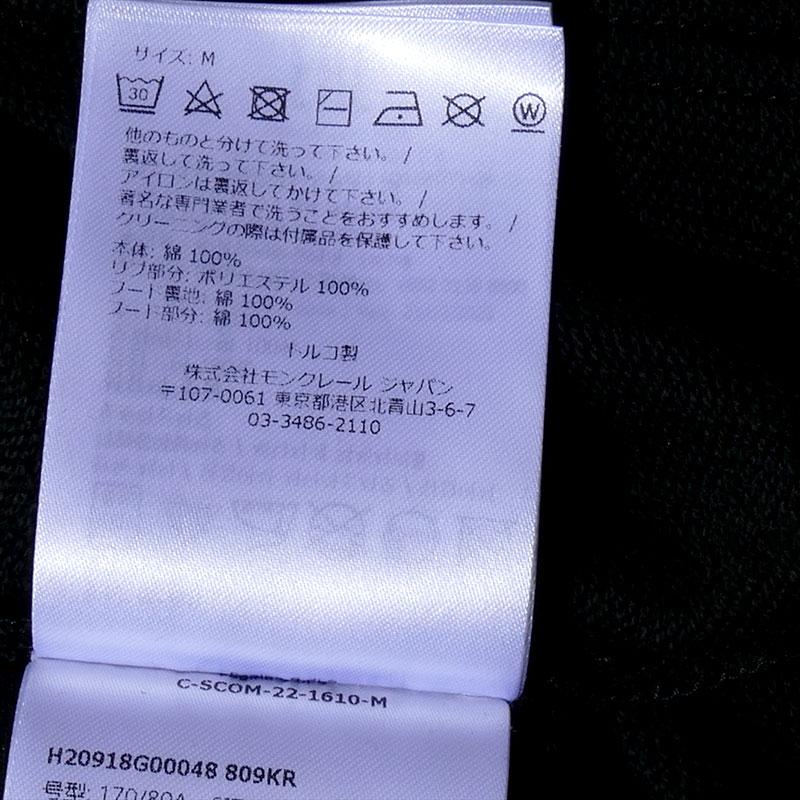 サイズ: M
30
W
他のものと分けて洗って下さい。 /
裏返して洗って下さい。 /
アイロンは裏返してかけて下さい。 /
著名な専門業者で洗うことをおすすめします。 /
クリーニングの際は付属品を保護して下さい。
本体: 綿 100%
リブ部分: ポリエステル 100%
フード裏地: 綿 100%
フード部分: 綿 100%
トルコ製
株式会社モンクレール ジャパン
〒107-0061 東京都港区北青山3-6-7
03-3486-2110
C-SCOM-22-1610-M
H20918G00048 809KR
号型: 170/80A